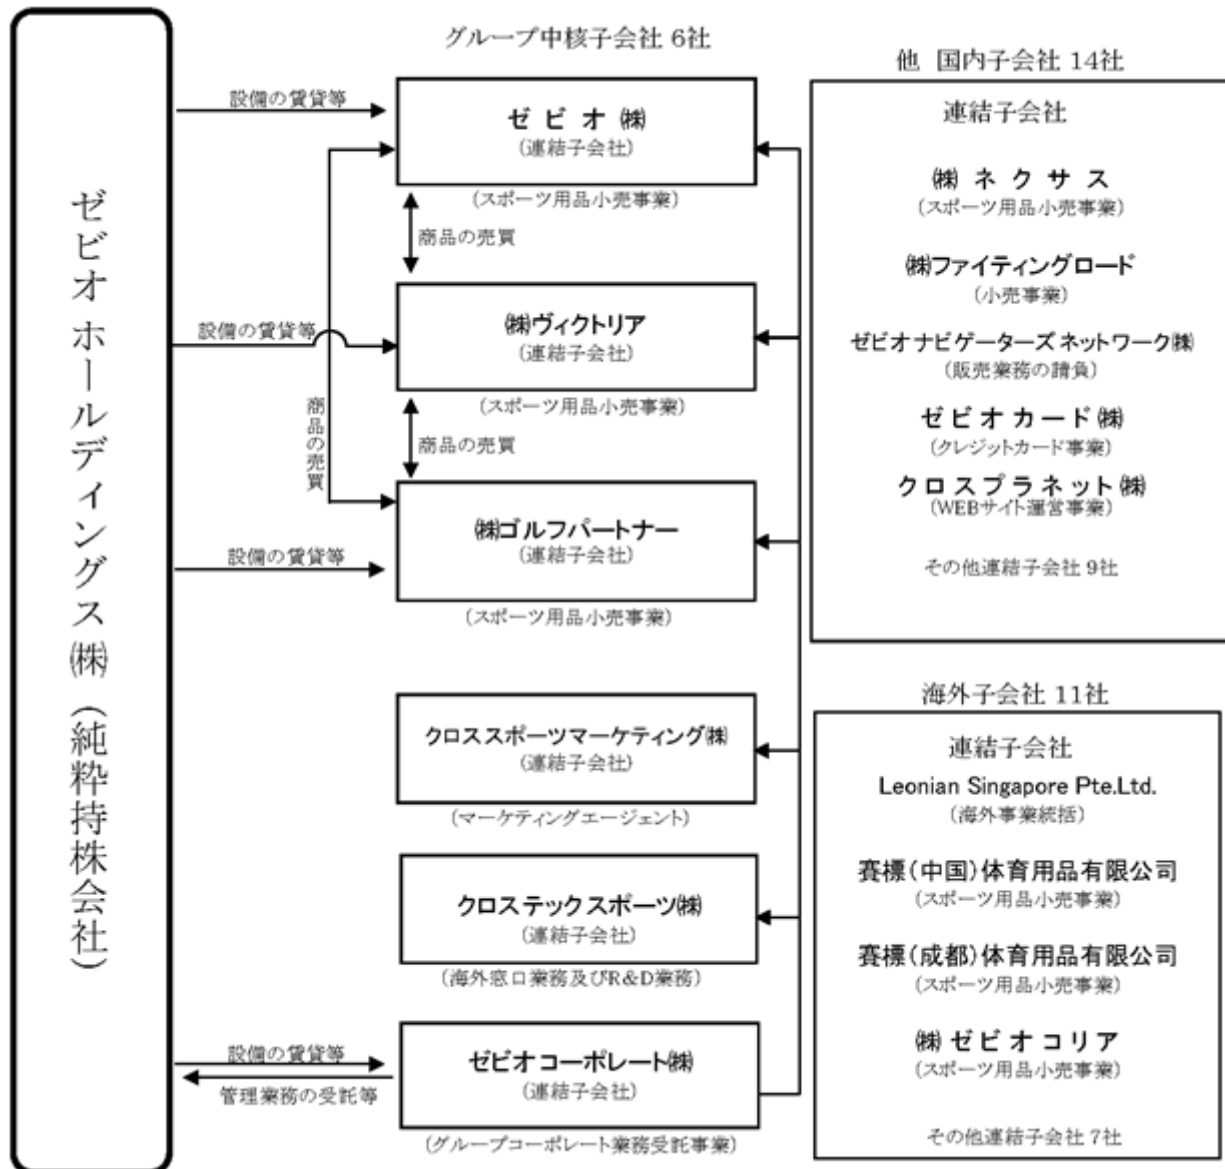 ゼビオ ホールディングス ㈱ (純粋持株会社)
グループ中核子会社 6社
設備の賃貸等
ゼ ビ オ ㈱
(連結子会社)
(スポーツ用品小売事業)
商品の売買
設備の賃貸等
㈱ヴィクトリア
(連結子会社)
(スポーツ用品小売事業)
商品の売買
商品の売買
㈱ゴルフパートナー
(連結子会社)
設備の賃貸等
(スポーツ用品小売事業)
クロススポーツマーケティング㈱
(連結子会社)
(マーケティングエージェント)
クロステックスポーツ㈱
(連結子会社)
(海外窓口業務及びR&D業務)
設備の賃貸等
管理業務の受託等
ゼビオコーポレート㈱
(連結子会社)
(グループコーポレート業務受託事業)
他 国内子会社 14社
連結子会社
㈱ ネ ク サ ス
(スポーツ用品小売事業)
㈱ファイティングロード
(小売事業)
ゼビオナビゲーターズネットワーク㈱
(販売業務の請負)
ゼビオカード㈱
(クレジットカード事業)
クロスプラネット㈱
(WEBサイト運営事業)
その他連結子会社 9社
海外子会社 11社
連結子会社
Leonian Singapore Pte.Ltd.
(海外事業統括)
賽標(中国)体育用品有限公司
(スポーツ用品小売事業)
賽標(成都)体育用品有限公司
(スポーツ用品小売事業)
㈱ ゼビオコリア
(スポーツ用品小売事業)
その他連結子会社 7社